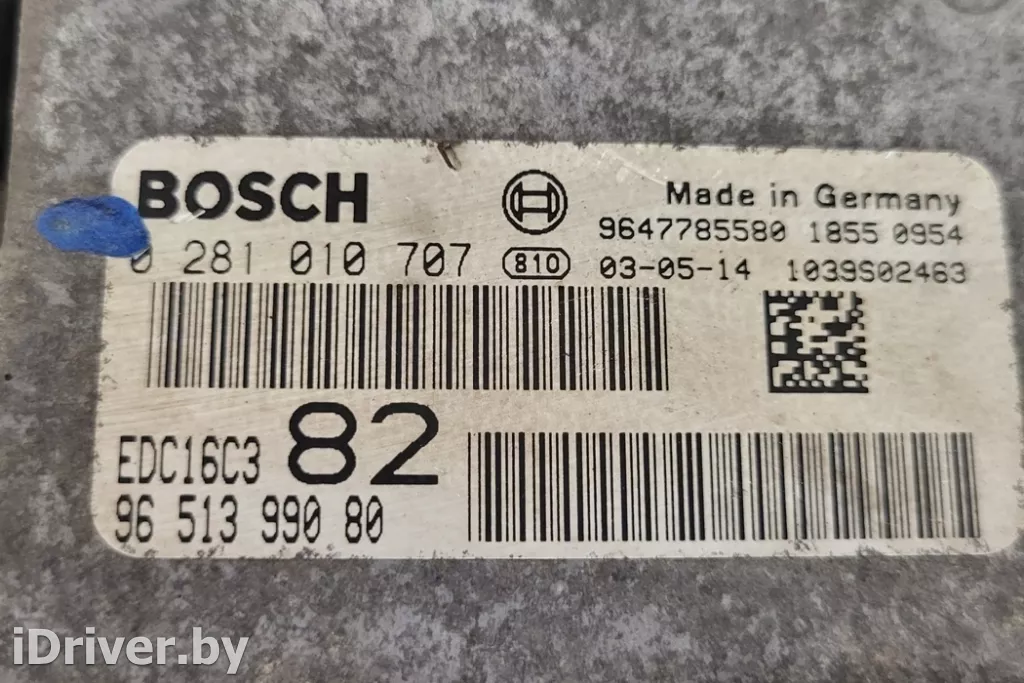 BOSCH
Made in Germany
9647785580 1855 0954
0 281 010 707 810 03-05-14 1039S02463
EDC16C3 82
96 513 990 80
iDriver.by